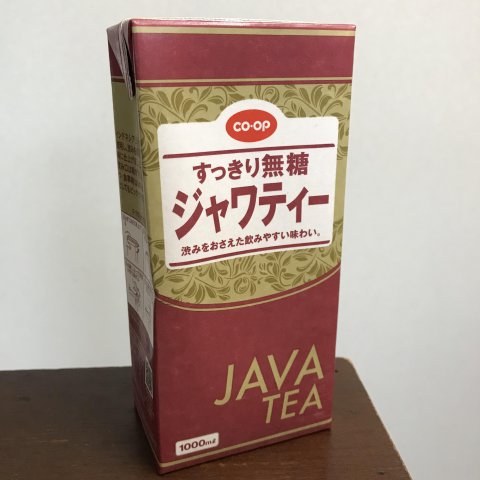 CO·OP
すっきり無糖
ジャワティー
渋みをおさえた飲みやすい味わい。
JAVA
TEA
1000mℓ